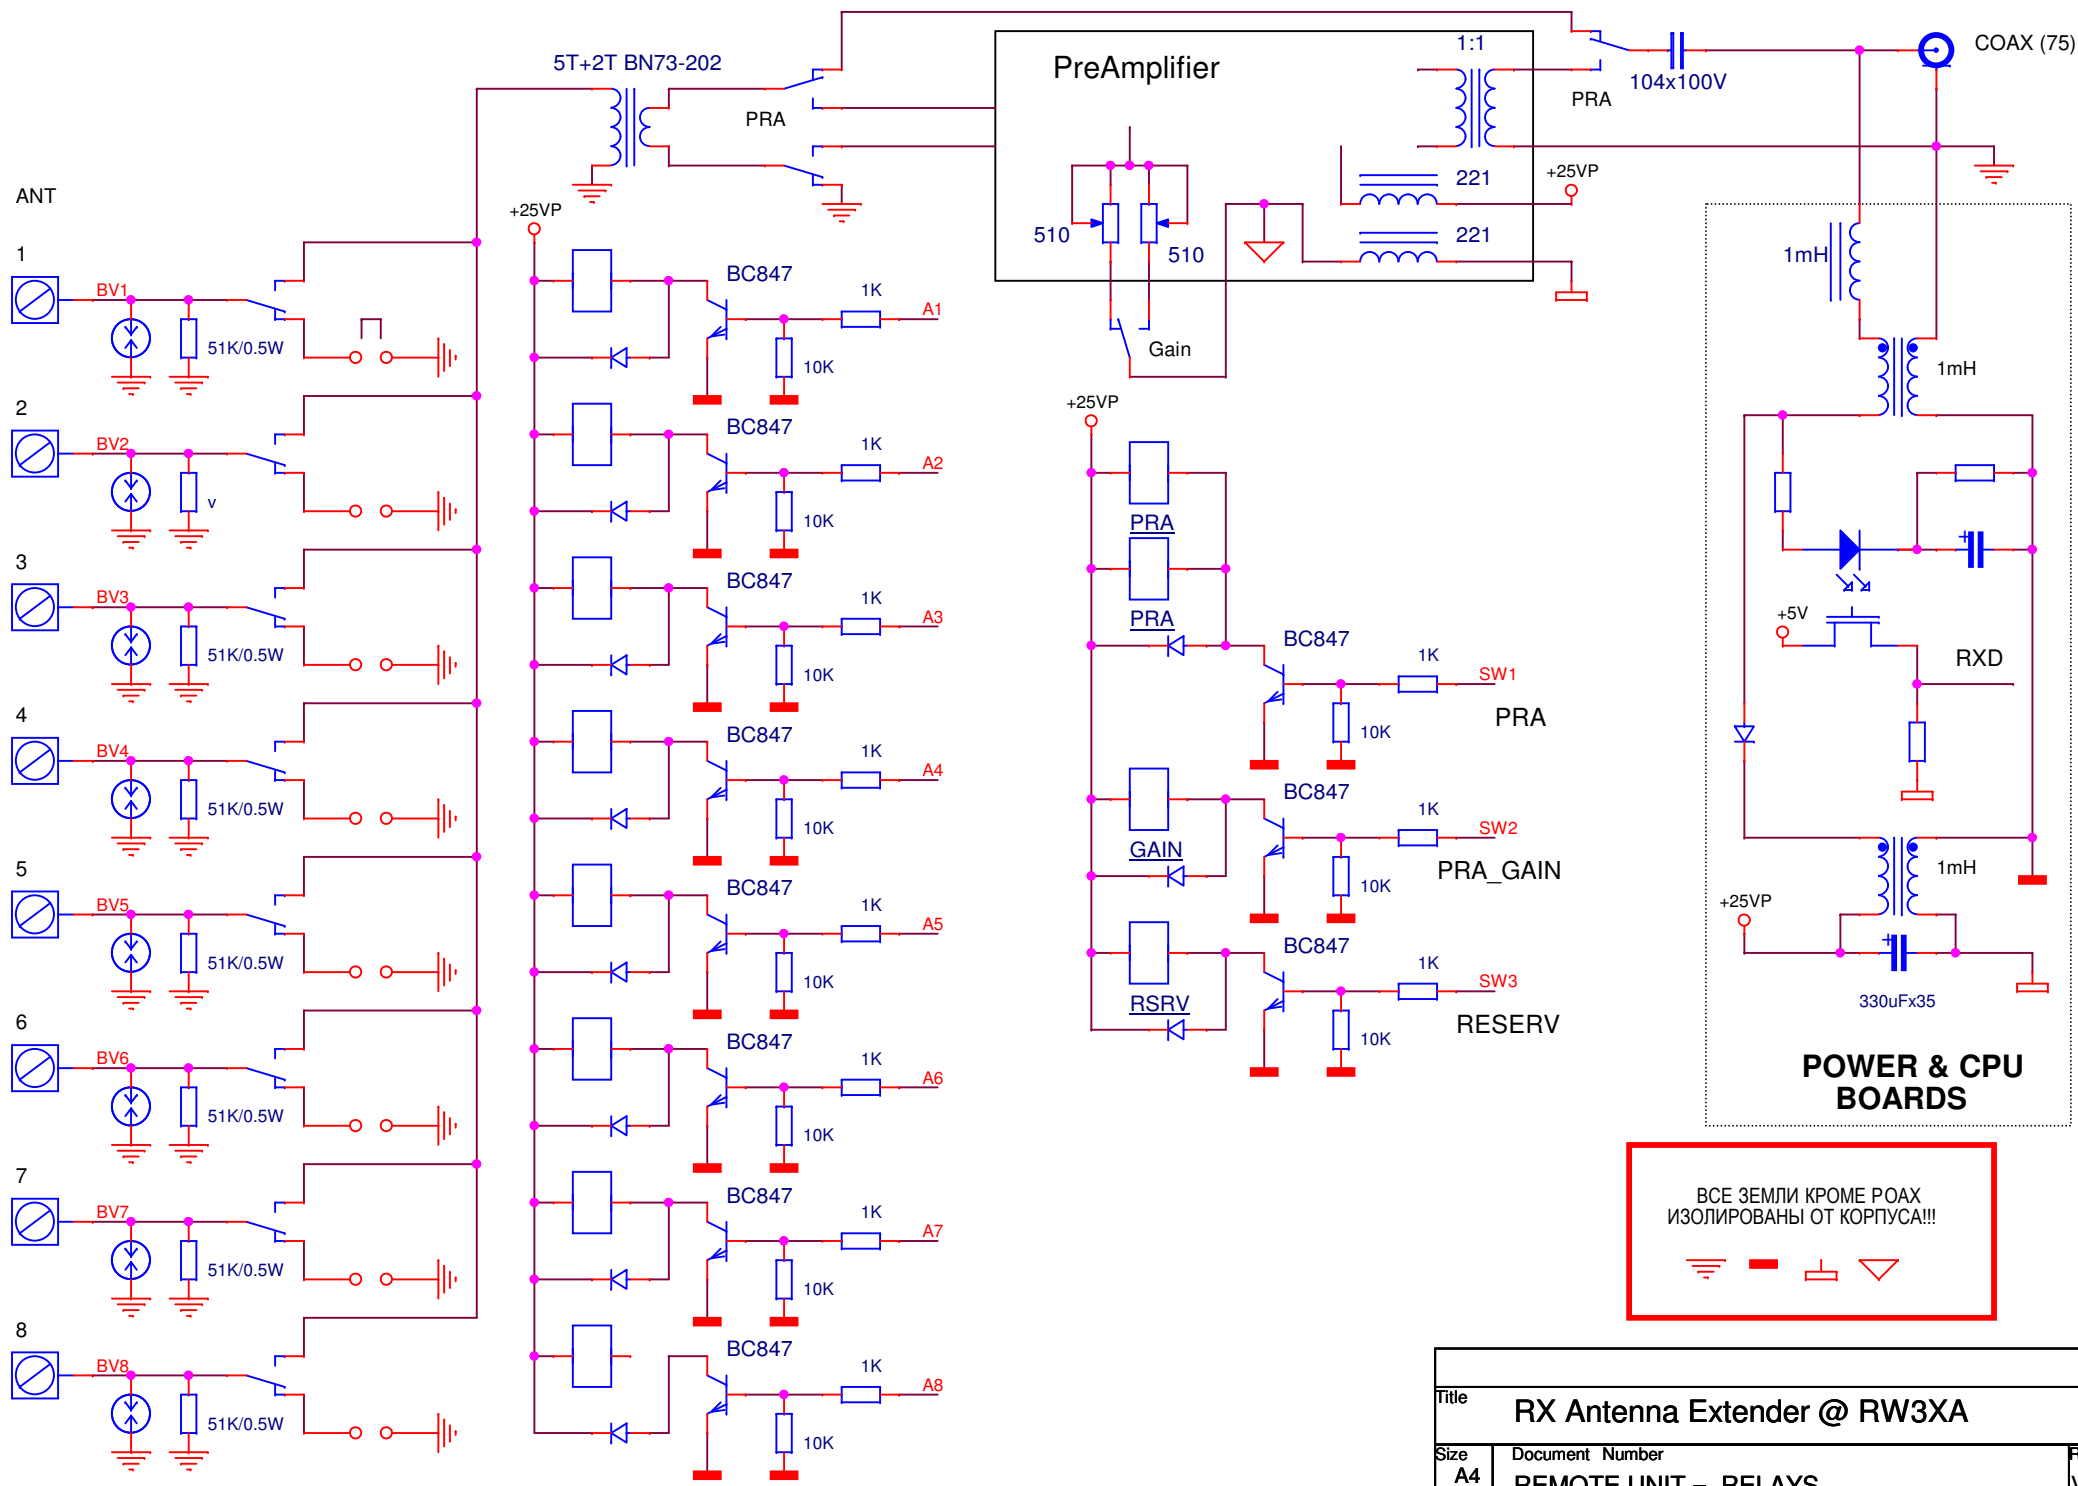 5T+2T BN73-202
PRA
PreAmplifier
1:1
PRA
104x100V
COAX (75)
510
510
221
221
+25VP
Gain
ANT
+25VP
1
BV1
51K/0.5W
BC847
1K
A1
10K
2
BV2
v
BC847
1K
A2
10K
3
BV3
51K/0.5W
BC847
1K
A3
10K
4
BV4
51K/0.5W
BC847
1K
A4
10K
5
BV5
51K/0.5W
BC847
1K
A5
10K
6
BV6
51K/0.5W
BC847
1K
A6
10K
7
BV7
51K/0.5W
BC847
1K
A7
10K
8
BV8
51K/0.5W
BC847
1K
A8
10K
+25VP
PRA
PRA
BC847
1K
SW1
PRA
10K
GAIN
BC847
1K
SW2
PRA_GAIN
10K
RSRV
BC847
1K
SW3
RESERV
10K
1mH
1mH
+
+5V
RXD
1mH
+25VP
+
330uFx35
POWER & CPU
BOARDS
ВСЕ ЗЕМЛИ КРОМЕ РОАХ
ИЗОЛИРОВАНЫ ОТ КОРПУСА!!!
Title
RX Antenna Extender @ RW3XA
Size
A4
Document Number
REMOTE UNIT - RELAYS